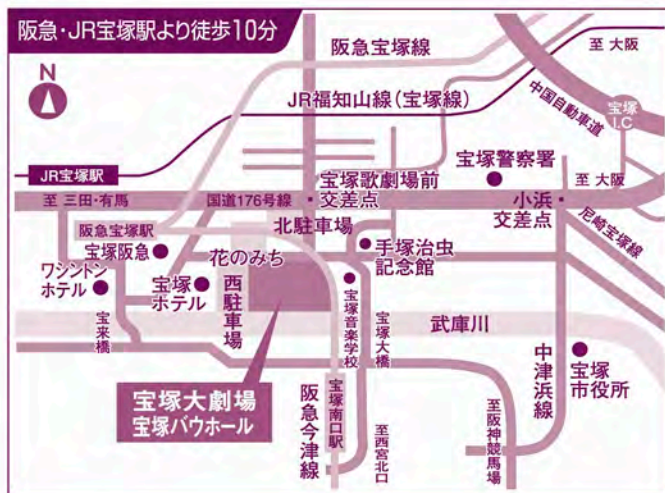 阪急・JR宝塚駅より徒歩10分
N
阪急宝塚線
至 大阪
JR福知山線(宝塚線)
中国自動車道
宝塚
I.C
JR宝塚駅
宝塚歌劇場前
交差点
宝塚警察署
至 大阪
至 三田・有馬
国道176号線
小浜
交差点
阪急宝塚駅
北駐車場
尼崎宝塚線
宝塚阪急
花のみち
手塚治虫
記念館
ワシントン
ホテル
宝塚
ホテル
西駐車場
宝塚音楽学校
宝塚大橋
武庫川
宝来橋
中津浜線
宝塚
市役所
宝塚大劇場
宝塚バウホール
阪急今津線
宝塚南口駅
至西宮北口
至阪神競馬場